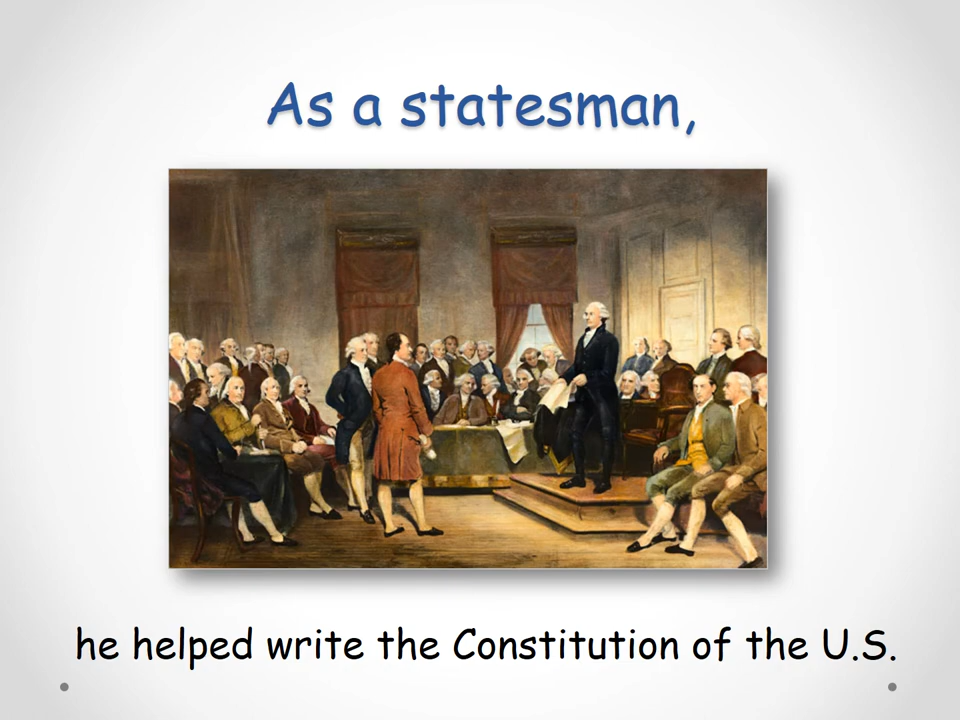 As a statesman,
he helped write the Constitution of the U.S.